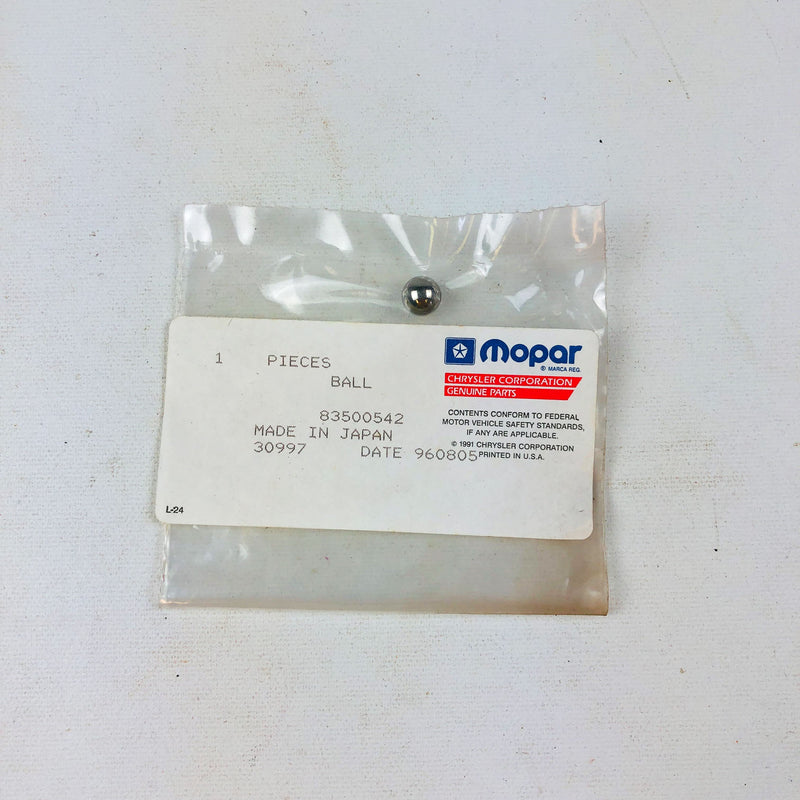 1 PIECES
BALL
83500542
MADE IN JAPAN
30997 DATE 960805
L-24
Mopar
® MARCA REG.
CHRYSLER CORPORATION
GENUINE PARTS
CONTENTS CONFORM TO FEDERAL
MOTOR VEHICLE SAFETY STANDARDS,
IF ANY ARE APPLICABLE.
© 1991 CHRYSLER CORPORATION
PRINTED IN U.S.A.